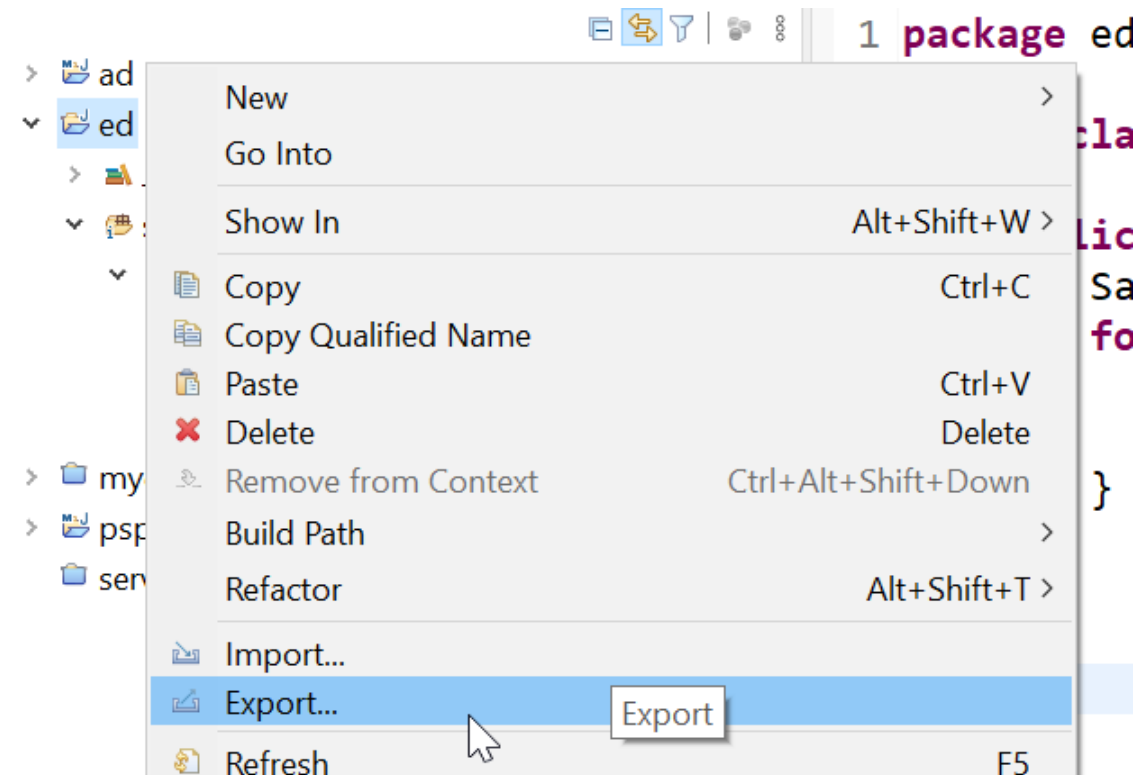 1 package ed
ad
New
ed
cla
Go Into
Show In Alt+Shift+W
lic
Copy Ctrl+C
Sa
Copy Qualified Name
fo
Paste Ctrl+V
Delete Delete
my
Remove from Context Ctrl+Alt+Shift+Down
}
psp
Build Path
serv
Refactor Alt+Shift+T
Import...
Export...
Export
Refresh F5